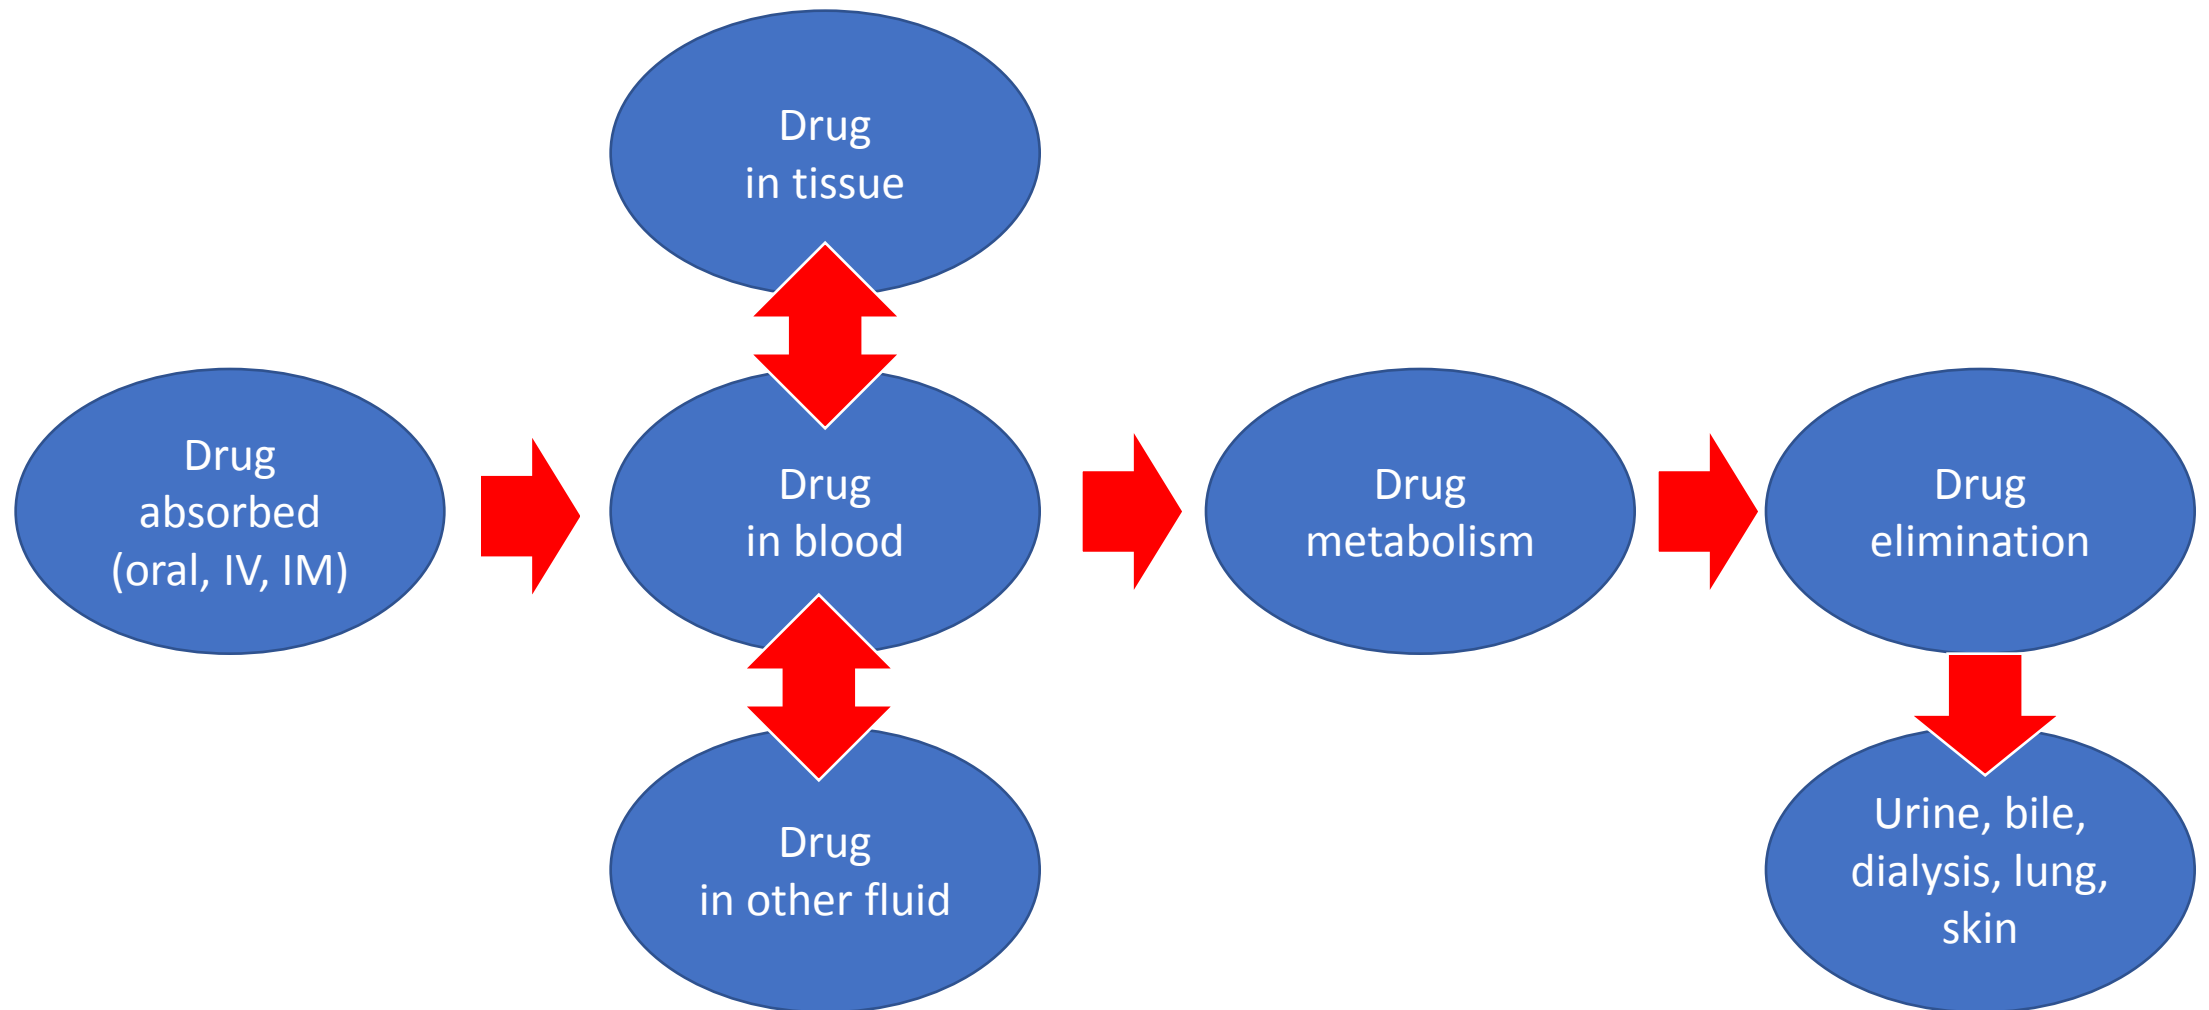 Drug
in tissue
Drug
absorbed
(oral, IV, IM)
Drug
in blood
Drug
metabolism
Drug
elimination
Drug
in other fluid
Urine, bile,
dialysis, lung,
skin